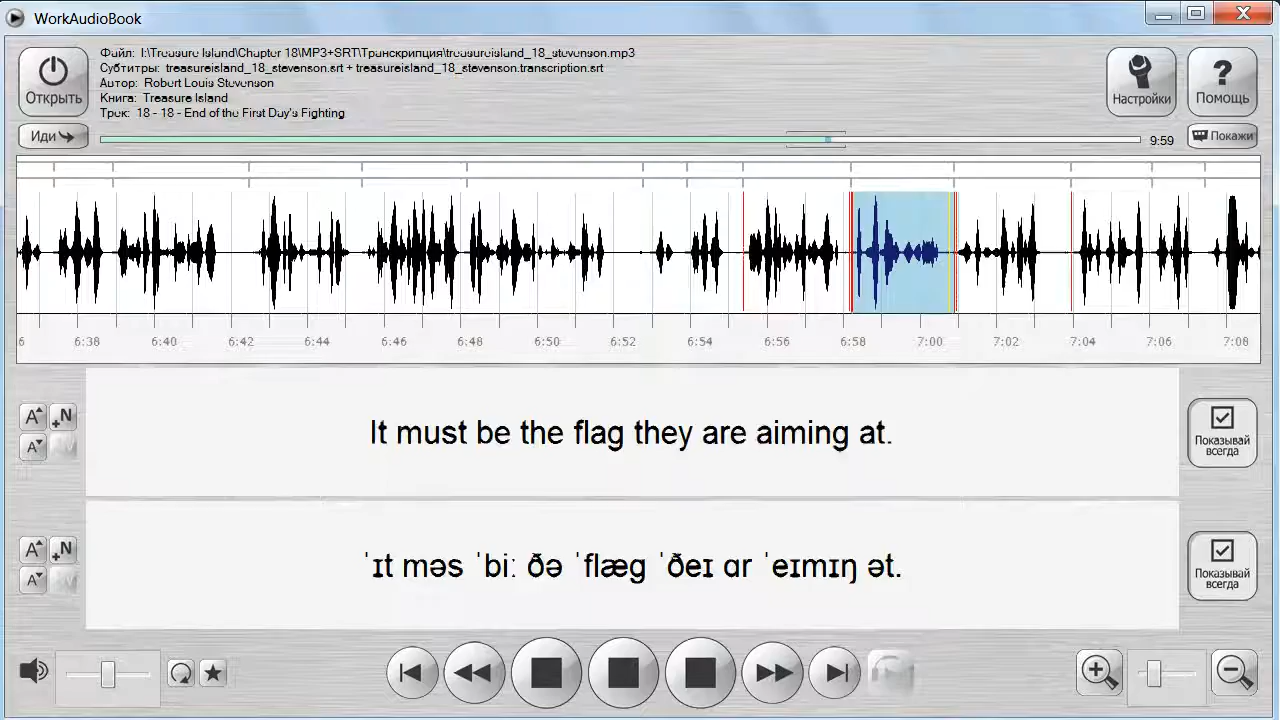 WorkAudioBook
Файл: I:\Treasure Island\Chapter 18\MP3+SRT\Транскрипция\treasureisland_18_stevenson.mp3
Субтитры: treasureisland_18_stevenson.srt + treasureisland_18_stevenson.transcription.srt
Автор: Robert Louis Stevenson
Книга: Treasure Island
Трек: 18 - 18 - End of the First Day's Fighting
Открыть
Настройки
? Помощь
Иди
9:59
Покажи
6 6:38 6:40 6:42 6:44 6:46 6:48 6:50 6:52 6:54 6:56 6:58 7:00 7:02 7:04 7:06 7:08
A +N
A
It must be the flag they are aiming at.
Показывай
всегда
A +N
A
ˈɪt məs ˈbiː ðə ˈflæg ˈðeɪ ɑr ˈeɪmɪŋ ət.
Показывай
всегда